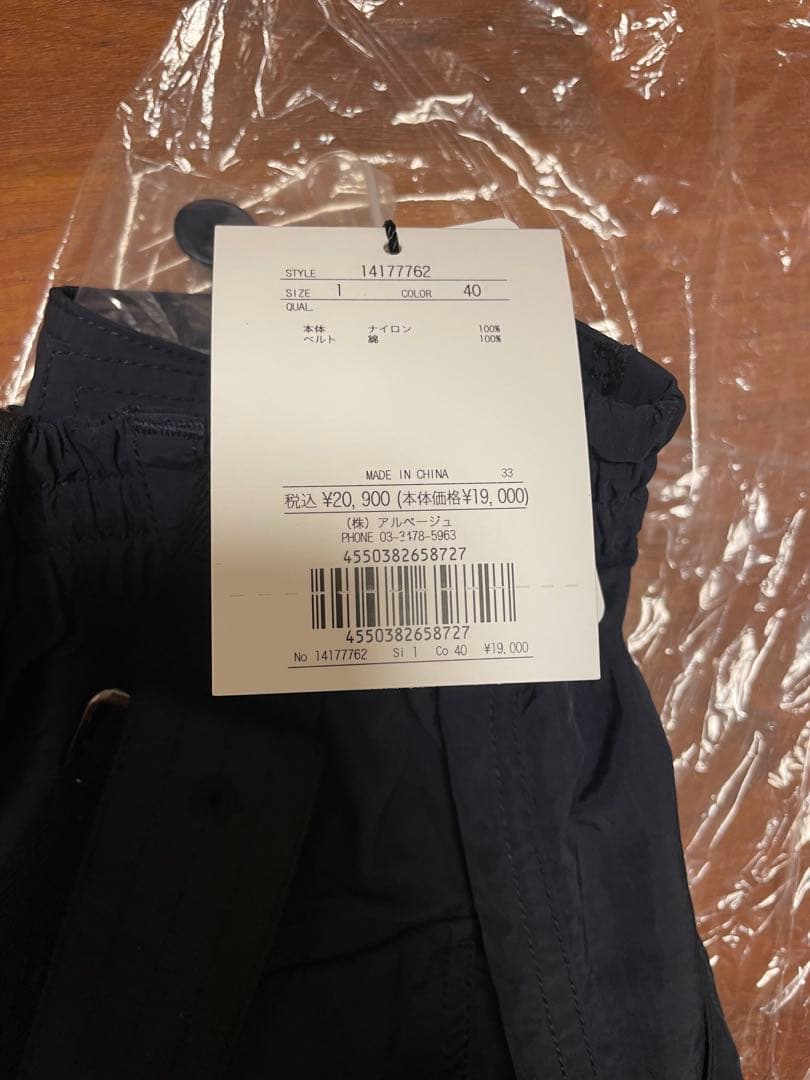 STYLE 14177762
SIZE 1 COLOR 40
QUAL.
本体 ナイロン 100%
ベルト 綿 100%
MADE IN CHINA 33
税込 ¥20,900 (本体価格¥19,000)
(株) アルページュ
PHONE 03-3478-5963
4550382658727
4550382658727
No 14177762 Si 1 Co 40 ¥19,000